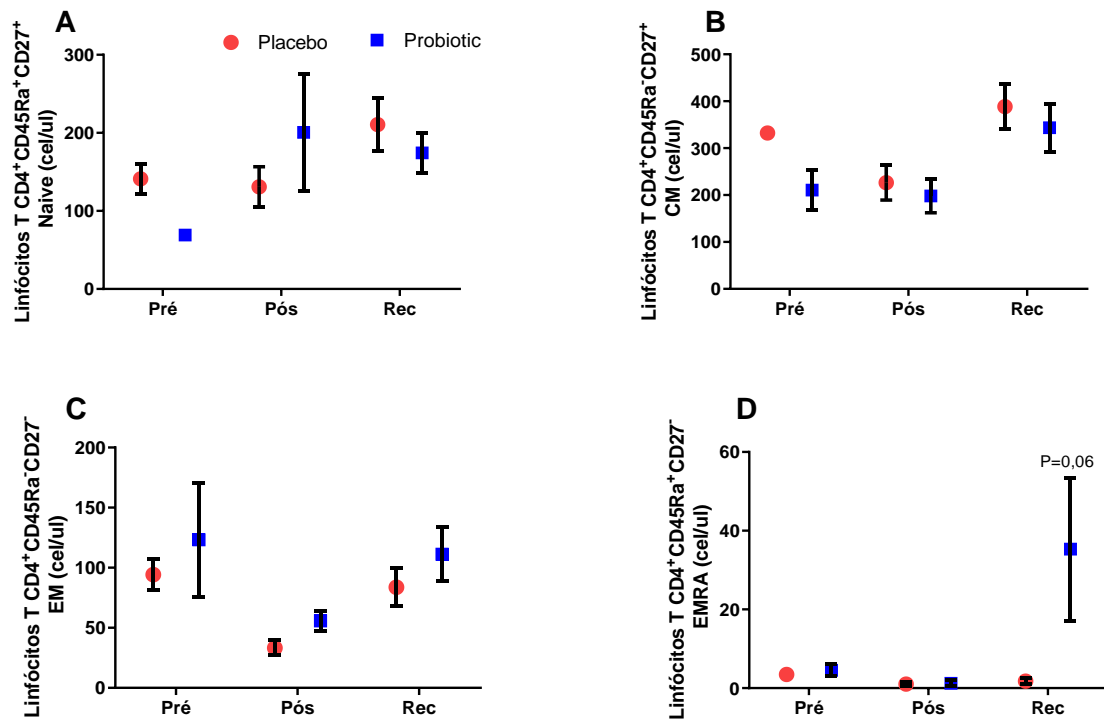 A
Placebo
Probiotic
Linfócitos T CD4⁺CD45Ra⁺CD27⁺
Naive (cel/ul)
300
200
100
0
Pré
Pós
Rec
B
Linfócitos T CD4⁺CD45Ra⁻CD27⁺
CM (cel/ul)
500
400
300
200
100
0
Pré
Pós
Rec
C
Linfócitos T CD4⁺CD45Ra⁻CD27⁻
EM (cel/ul)
200
150
100
50
0
Pré
Pós
Rec
D
Linfócitos T CD4⁺CD45Ra⁺CD27⁻
EMRA (cel/ul)
60
40
20
0
P=0,06
Pré
Pós
Rec